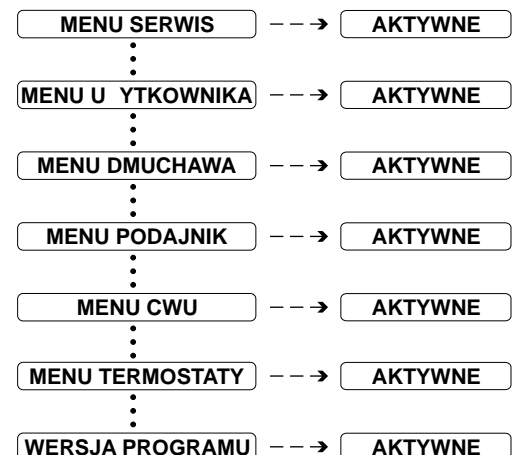 MENU SERWIS AKTYWNE
MENU U YTKOWNIKA AKTYWNE
MENU DMUCHAWA AKTYWNE
MENU PODAJNIK AKTYWNE
MENU CWU AKTYWNE
MENU TERMOSTATY AKTYWNE
WERSJA PROGRAMU AKTYWNE